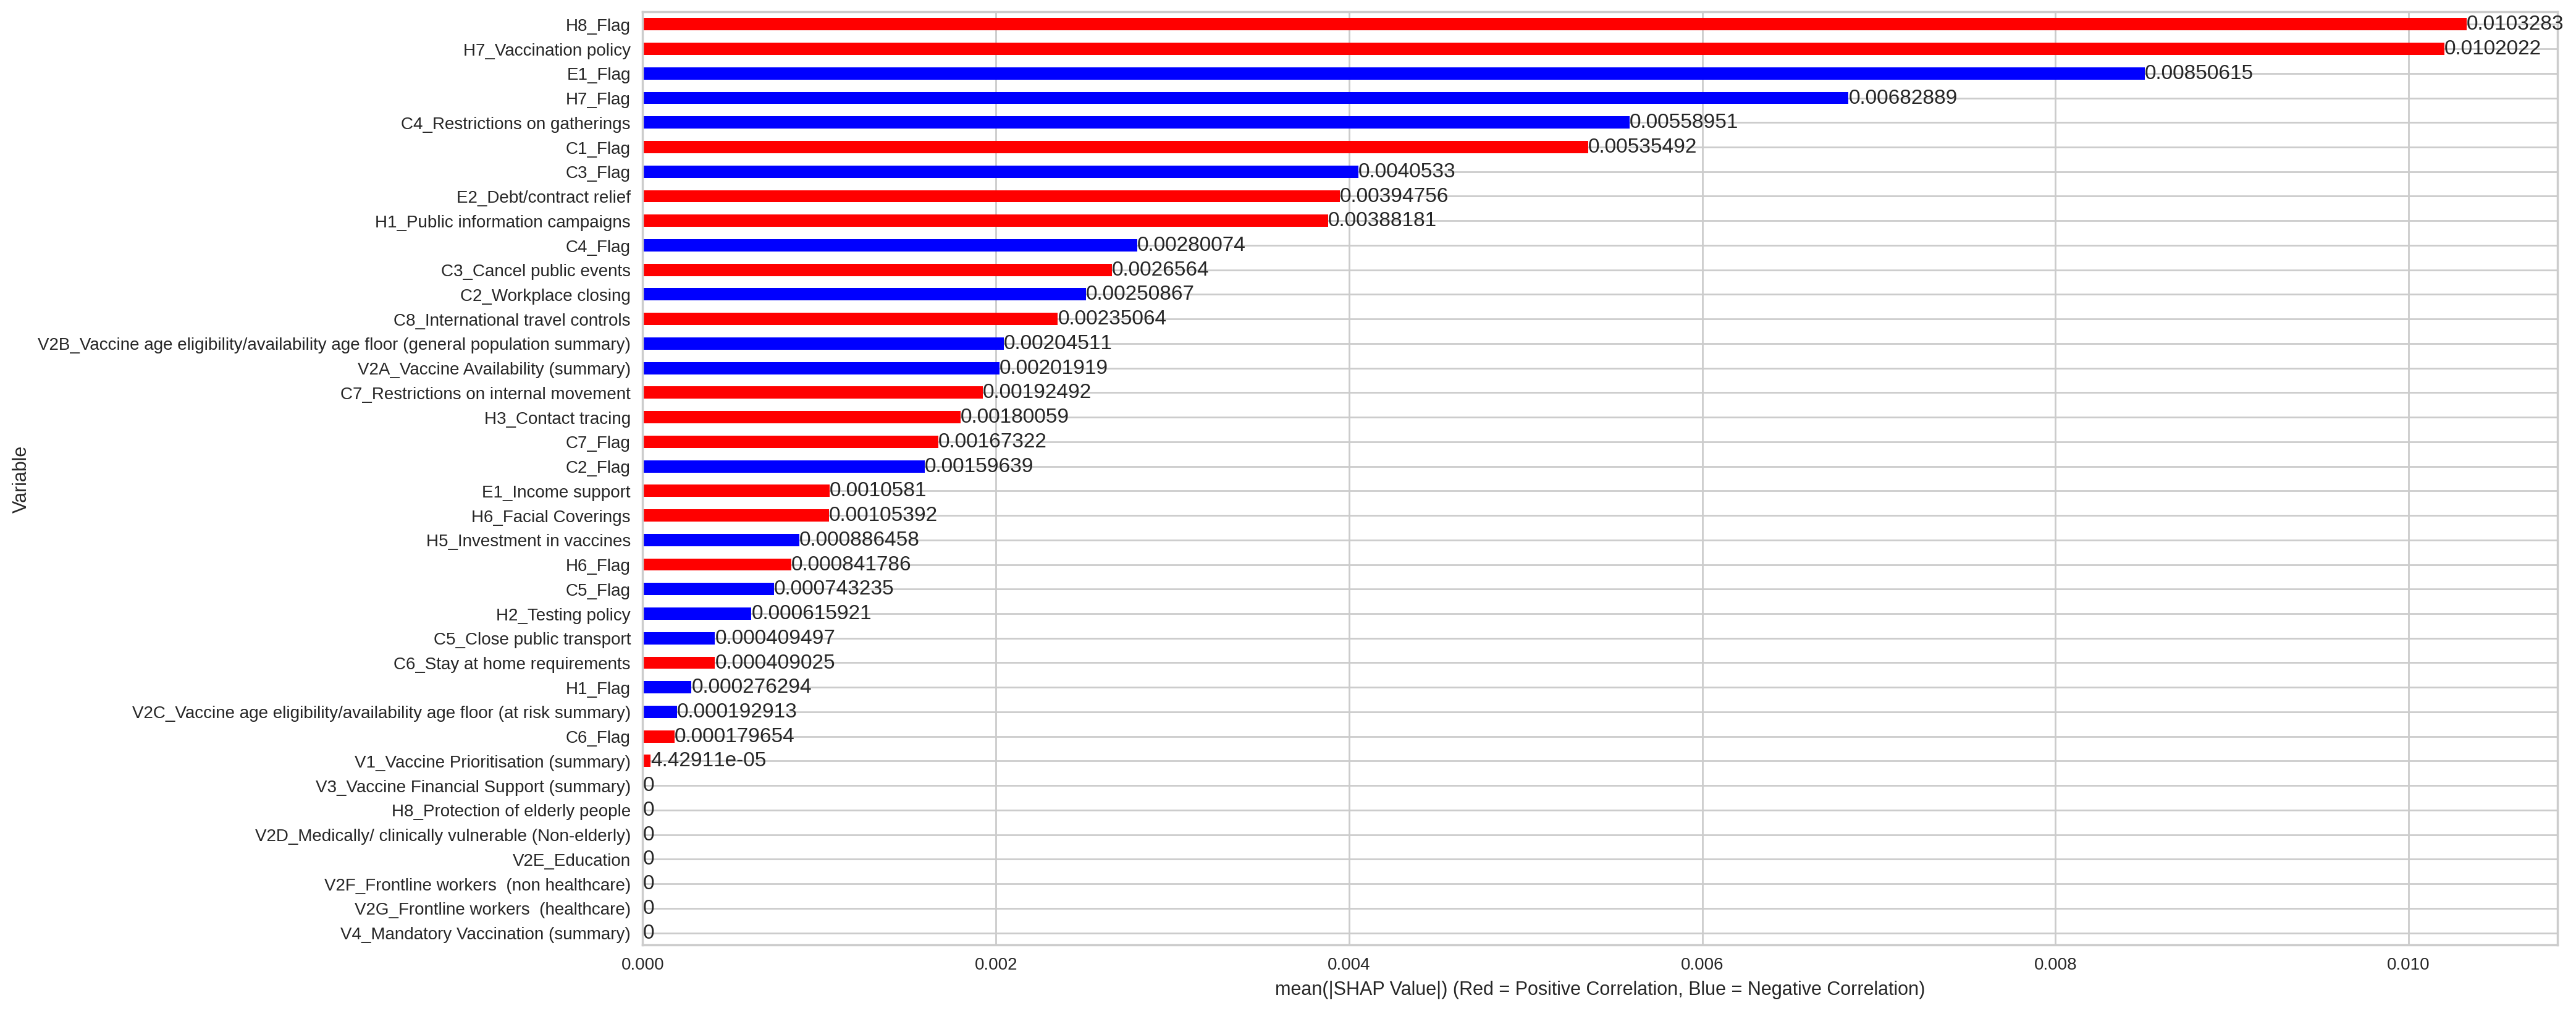 H8_Flag 0.0103283
H7_Vaccination policy 0.0102022
E1_Flag 0.00850615
H7_Flag 0.00682889
C4_Restrictions on gatherings 0.00558951
C1_Flag 0.00535492
C3_Flag 0.0040533
E2_Debt/contract relief 0.00394756
H1_Public information campaigns 0.00388181
C4_Flag 0.00280074
C3_Cancel public events 0.0026564
C2_Workplace closing 0.00250867
C8_International travel controls 0.00235064
V2B_Vaccine age eligibility/availability age floor (general population summary) 0.00204511
V2A_Vaccine Availability (summary) 0.00201919
C7_Restrictions on internal movement 0.00192492
H3_Contact tracing 0.00180059
C7_Flag 0.00167322
C2_Flag 0.00159639
E1_Income support 0.0010581
H6_Facial Coverings 0.00105392
H5_Investment in vaccines 0.000886458
H6_Flag 0.000841786
C5_Flag 0.000743235
H2_Testing policy 0.000615921
C5_Close public transport 0.000409497
C6_Stay at home requirements 0.000409025
H1_Flag 0.000276294
V2C_Vaccine age eligibility/availability age floor (at risk summary) 0.000192913
C6_Flag 0.000179654
V1_Vaccine Prioritisation (summary) 4.42911e-05
V3_Vaccine Financial Support (summary) 0
H8_Protection of elderly people 0
V2D_Medically/ clinically vulnerable (Non-elderly) 0
V2E_Education 0
V2F_Frontline workers  (non healthcare) 0
V2G_Frontline workers  (healthcare) 0
V4_Mandatory Vaccination (summary) 0
Variable
0.000 0.002 0.004 0.006 0.008 0.010
mean(|SHAP Value|) (Red = Positive Correlation, Blue = Negative Correlation)